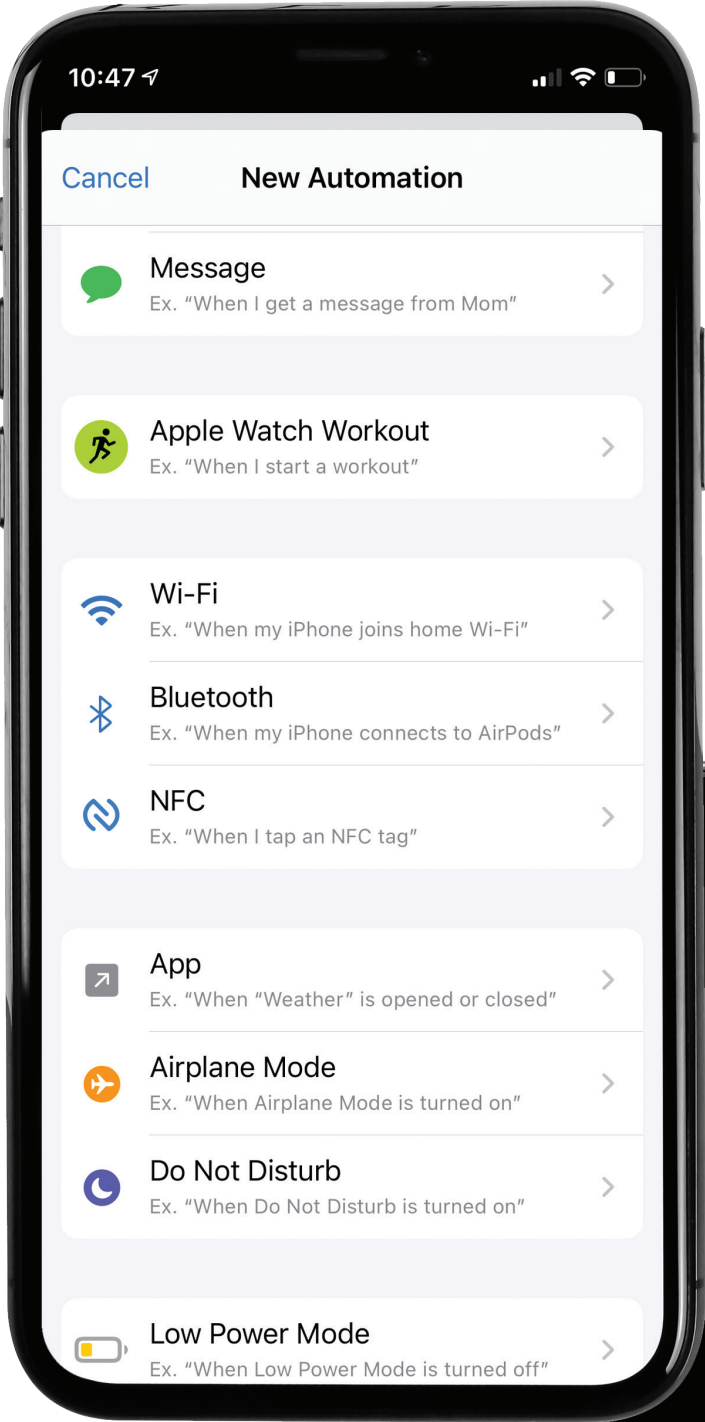 10:47
Cancel
New Automation
Message
Ex. “When I get a message from Mom”
Apple Watch Workout
Ex. “When I start a workout”
Wi-Fi
Ex. “When my iPhone joins home Wi-Fi”
Bluetooth
Ex. “When my iPhone connects to AirPods”
NFC
Ex. “When I tap an NFC tag”
App
Ex. “When “Weather” is opened or closed”
Airplane Mode
Ex. “When Airplane Mode is turned on”
Do Not Disturb
Ex. “When Do Not Disturb is turned on”
Low Power Mode
Ex. “When Low Power Mode is turned off”